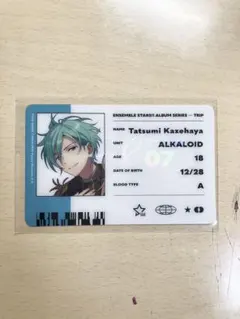 ENSEMBLE STARS!! ALBUM SERIES — TRIP
NAME Tatsumi Kazehaya
UNIT ALKALOID
07
AGE 18
DATE OF BIRTH 12/28
BLOOD TYPE A